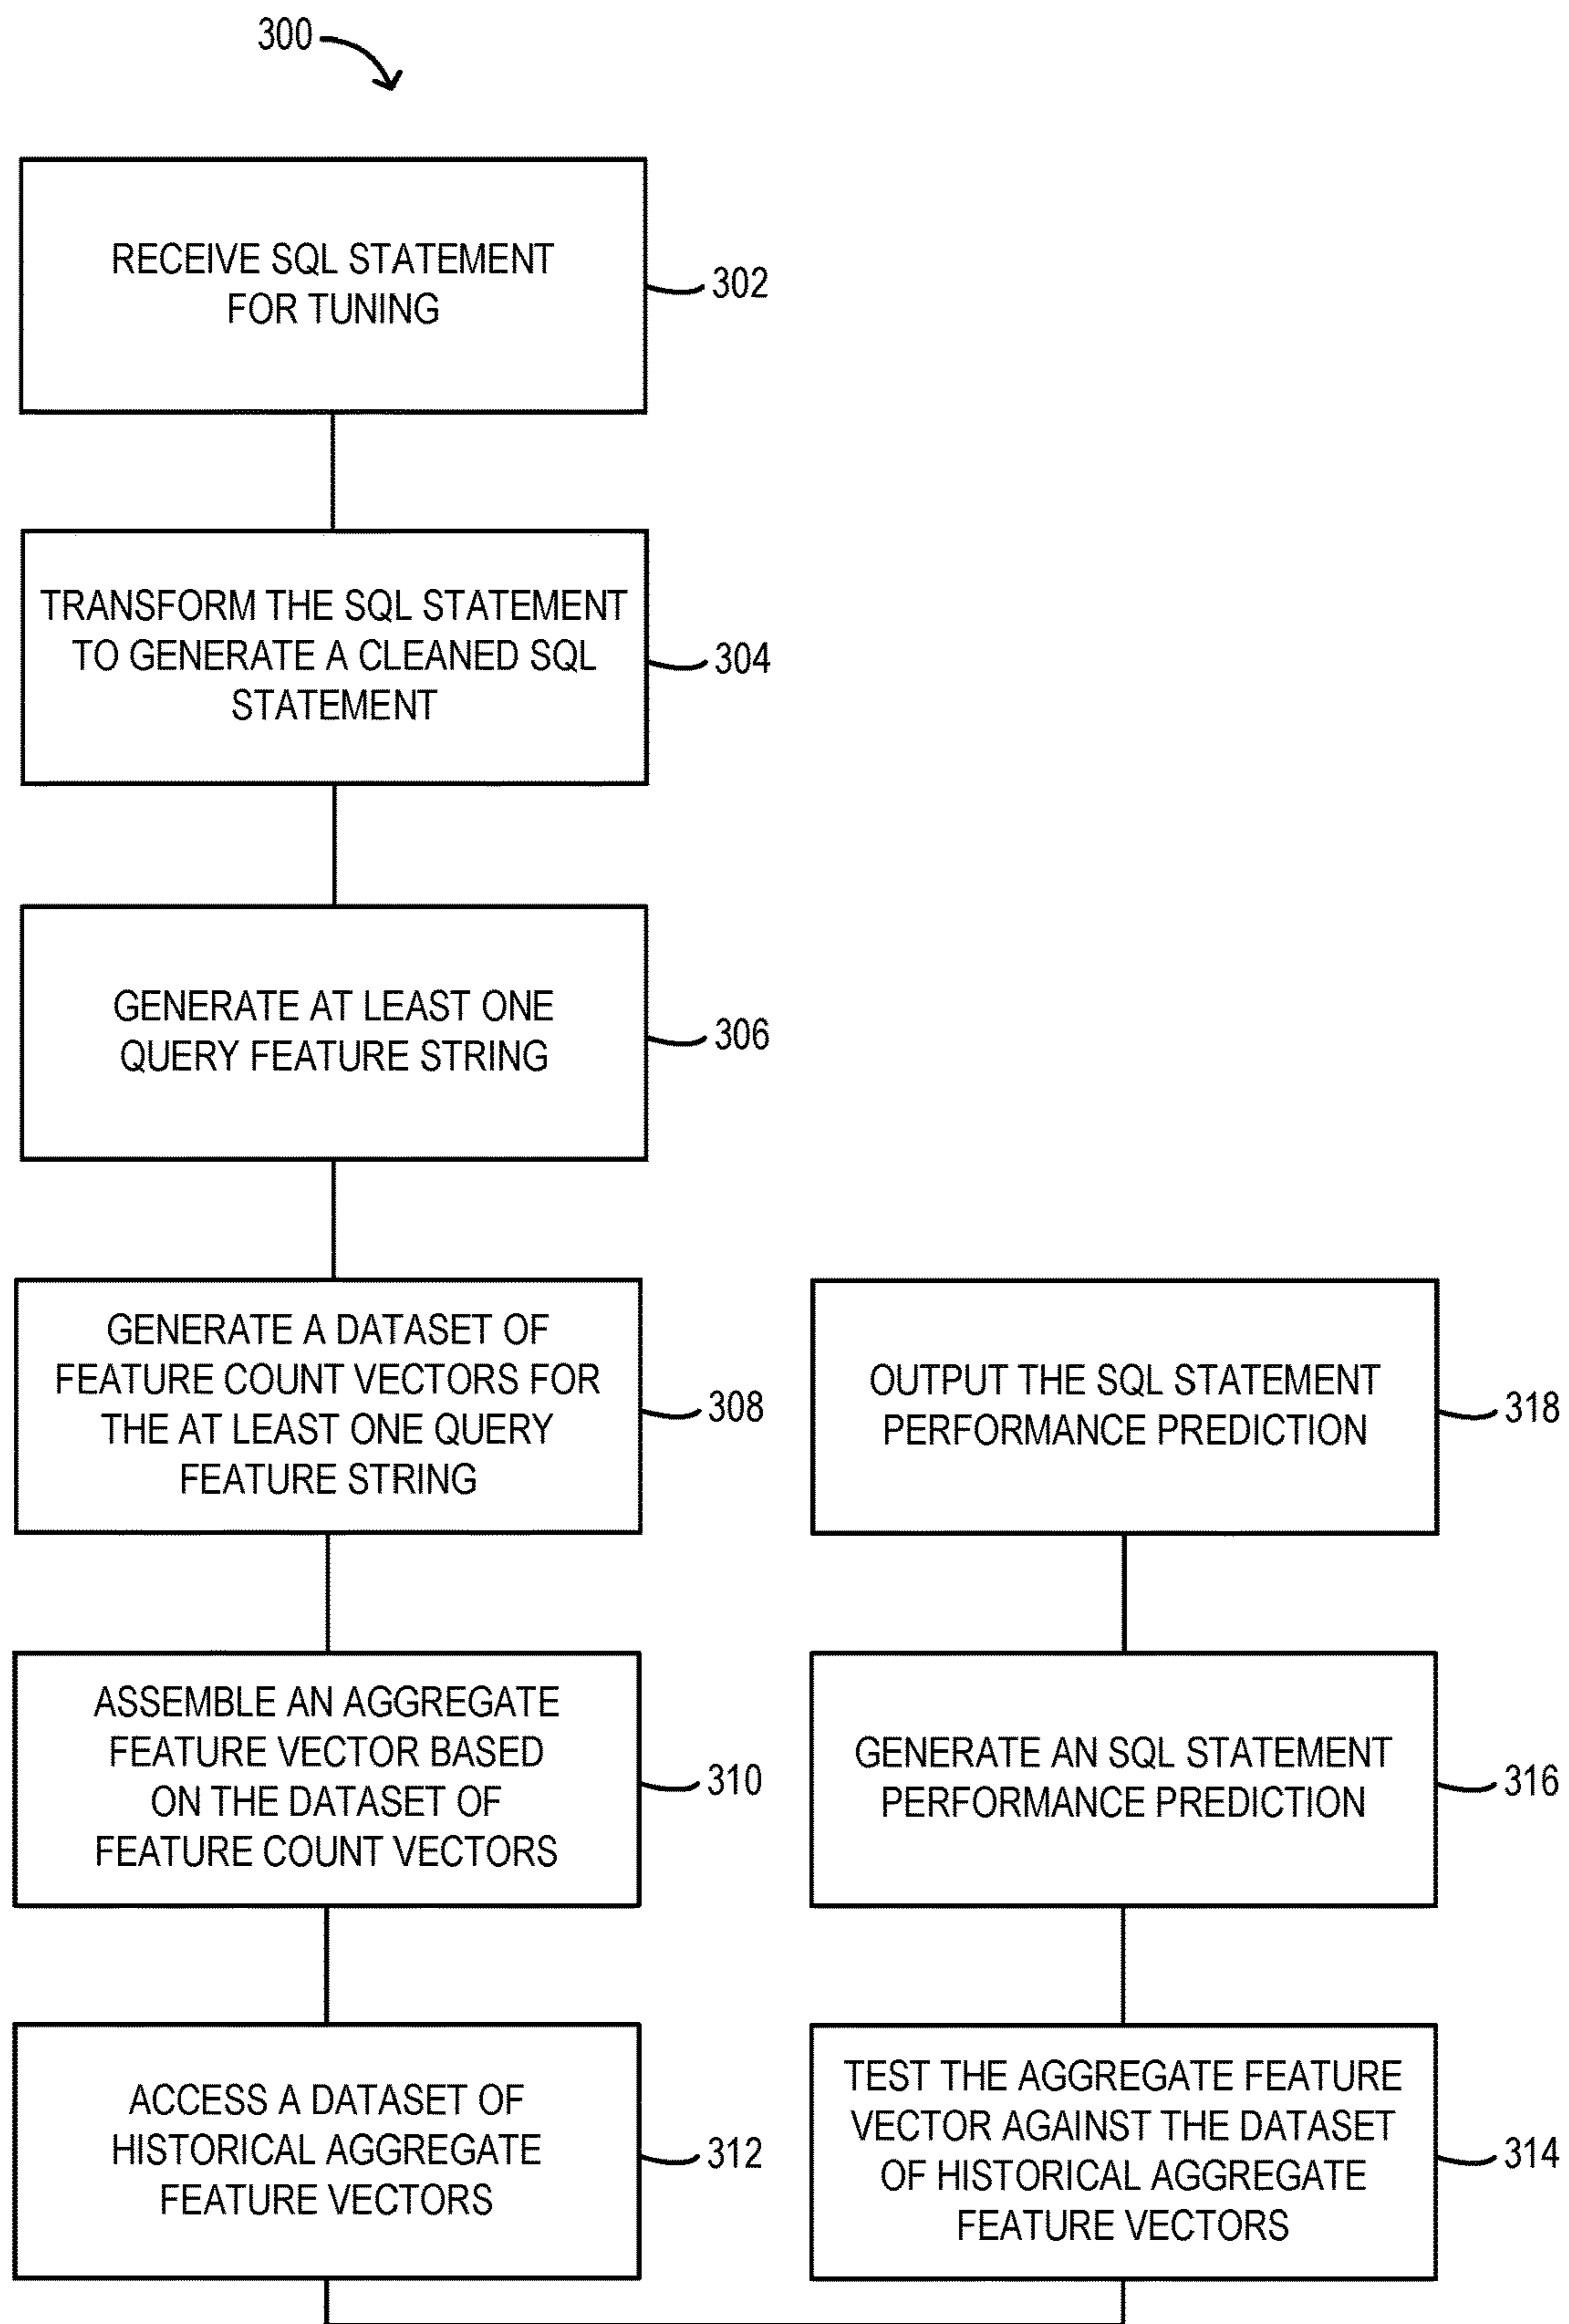 300
RECEIVE SQL STATEMENT
FOR TUNING
302
TRANSFORM THE SQL STATEMENT
TO GENERATE A CLEANED SQL
STATEMENT
304
GENERATE AT LEAST ONE
QUERY FEATURE STRING
306
GENERATE A DATASET OF
FEATURE COUNT VECTORS FOR
THE AT LEAST ONE QUERY
FEATURE STRING
308
ASSEMBLE AN AGGREGATE
FEATURE VECTOR BASED
ON THE DATASET OF
FEATURE COUNT VECTORS
310
ACCESS A DATASET OF
HISTORICAL AGGREGATE
FEATURE VECTORS
312
TEST THE AGGREGATE FEATURE
VECTOR AGAINST THE DATASET
OF HISTORICAL AGGREGATE
FEATURE VECTORS
314
GENERATE AN SQL STATEMENT
PERFORMANCE PREDICTION
316
OUTPUT THE SQL STATEMENT
PERFORMANCE PREDICTION
318